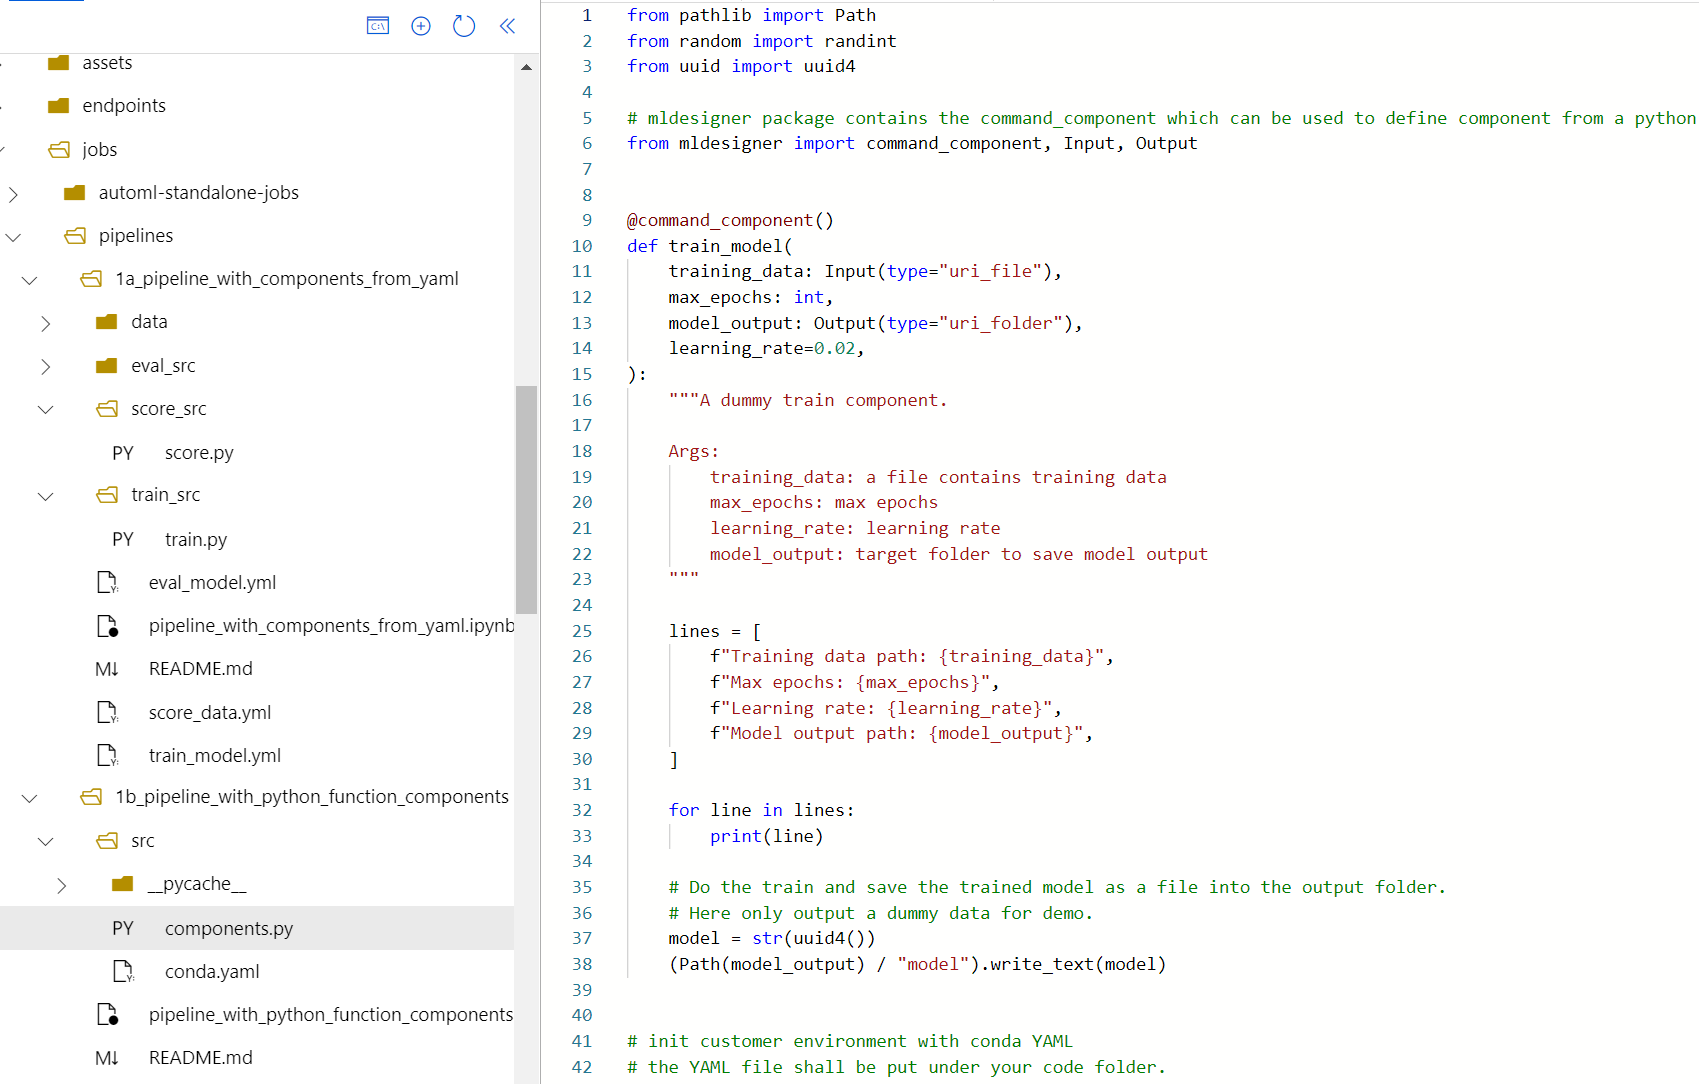 assets
endpoints
jobs
automl-standalone-jobs
pipelines
1a_pipeline_with_components_from_yaml
data
eval_src
score_src
PY score.py
train_src
PY train.py
eval_model.yml
pipeline_with_components_from_yaml.ipynb
M↓ README.md
score_data.yml
train_model.yml
1b_pipeline_with_python_function_components
src
__pycache__
PY components.py
conda.yaml
pipeline_with_python_function_components
M↓ README.md
1 from pathlib import Path
2 from random import randint
3 from uuid import uuid4
4
5 # mldesigner package contains the command_component which can be used to define component from a python
6 from mldesigner import command_component, Input, Output
7
8
9 @command_component()
10 def train_model(
11     training_data: Input(type="uri_file"),
12     max_epochs: int,
13     model_output: Output(type="uri_folder"),
14     learning_rate=0.02,
15 ):
16     """A dummy train component.
17
18     Args:
19         training_data: a file contains training data
20         max_epochs: max epochs
21         learning_rate: learning rate
22         model_output: target folder to save model output
23     """
24
25     lines = [
26         f"Training data path: {training_data}",
27         f"Max epochs: {max_epochs}",
28         f"Learning rate: {learning_rate}",
29         f"Model output path: {model_output}",
30     ]
31
32     for line in lines:
33         print(line)
34
35     # Do the train and save the trained model as a file into the output folder.
36     # Here only output a dummy data for demo.
37     model = str(uuid4())
38     (Path(model_output) / "model").write_text(model)
39
40
41 # init customer environment with conda YAML
42 # the YAML file shall be put under your code folder.